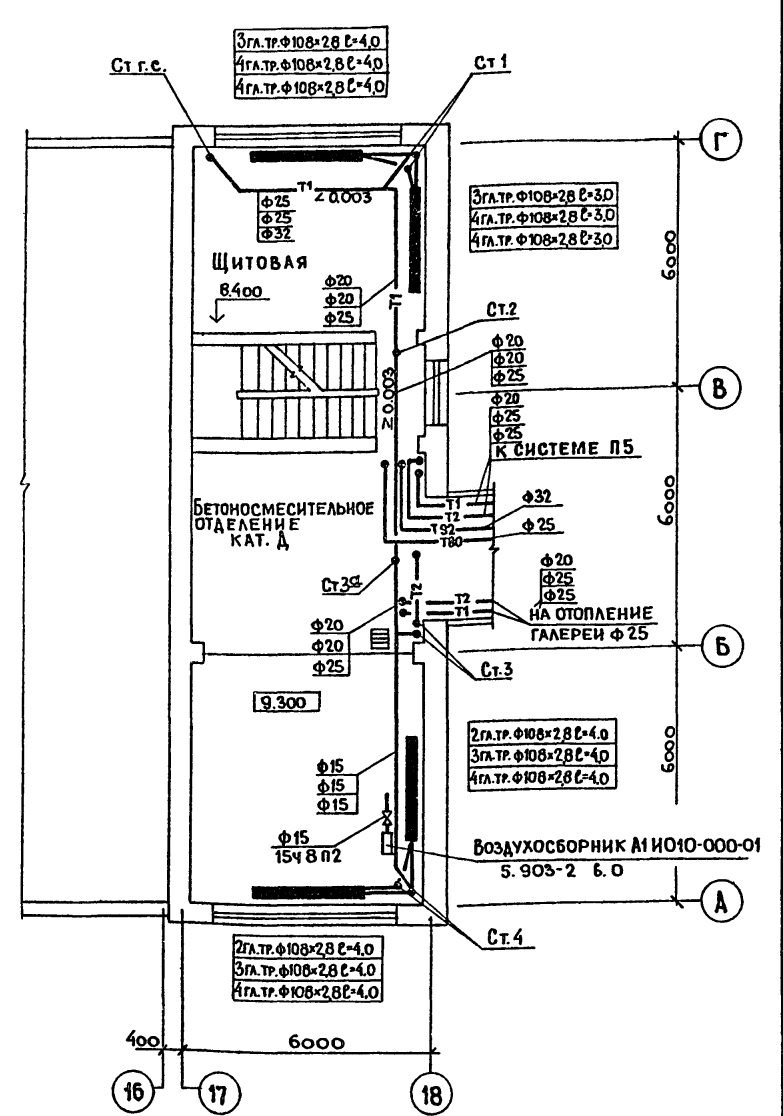 3ГЛ.ТР.Ф108×2,8 ℓ=4,0
4ГЛ.ТР.Ф108×2,8 ℓ=4,0
4ГЛ.ТР.Ф108×2,8 ℓ=4,0
Ст г.с.
Ст 1
Г
Т1
∠0.003
Ф25
Ф25
Ф32
3ГЛ.ТР.Ф108×2,8 ℓ=3,0
4ГЛ.ТР.Ф108×2,8 ℓ=3,0
4ГЛ.ТР.Ф108×2,8 ℓ=3,0
6000
ЩИТОВАЯ
8.400
Ф20
Ф20
Ф25
Т1
Ст.2
Ф20
Ф20
Ф25
∠0.003
В
Ф20
Ф25
Ф25
К СИСТЕМЕ П5
БЕТОНОСМЕСИТЕЛЬНОЕ
ОТДЕЛЕНИЕ
КАТ. Д
Т1
Т2
Т92
Т80
Ф32
Ф25
6000
Ст3а
Т2
Ф20
Ф25
Ф25
Т2
Т1
НА ОТОПЛЕНИЕ
ГАЛЕРЕИ Ф 25
Ф20
Ф20
Ф25
Б
Ст.3
9.300
2ГЛ.ТР.Ф108×2,8 ℓ=4.0
3ГЛ.ТР.Ф108×2,8 ℓ=4,0
4ГЛ.ТР.Ф108×2,8 ℓ=4.0
6000
Ф15
Ф15
Ф15
Ф15
15ч 8 П2
ВОЗДУХОСБОРНИК А1 И010-000-01
5.903-2 в.0
А
Ст.4
2ГЛ.ТР.Ф108×2,8 ℓ=4.0
3ГЛ.ТР.Ф108×2,8 ℓ=4.0
4ГЛ.ТР.Ф108×2,8 ℓ=4,0
400
6000
16
17
18